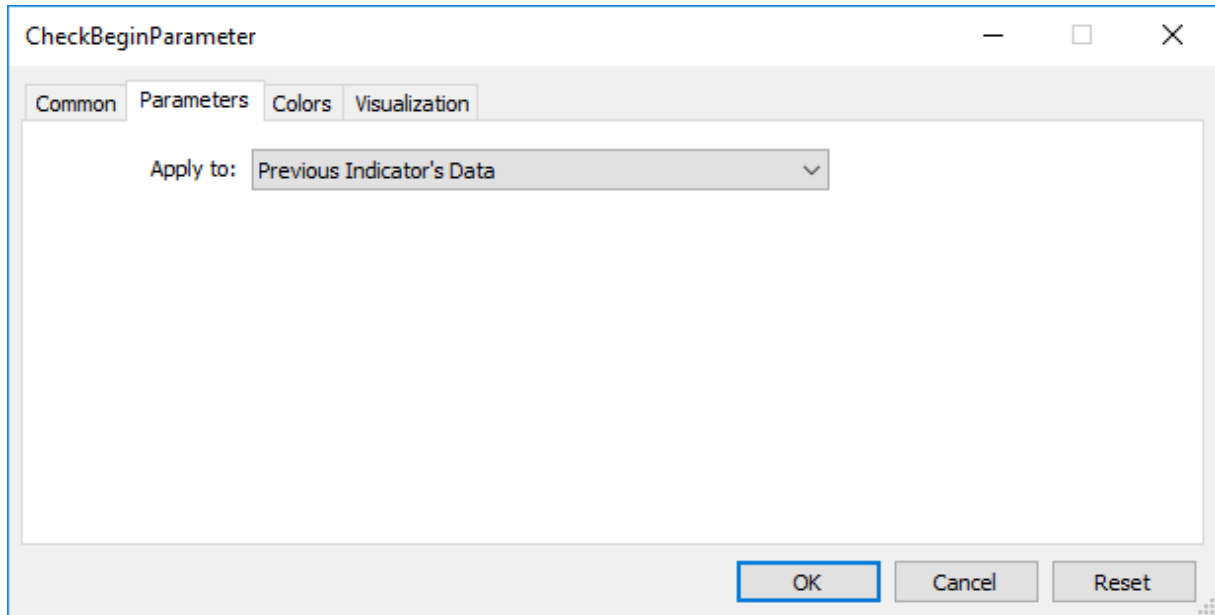 CheckBeginParameter
Common Parameters Colors Visualization
Apply to: Previous Indicator's Data
OK Cancel Reset